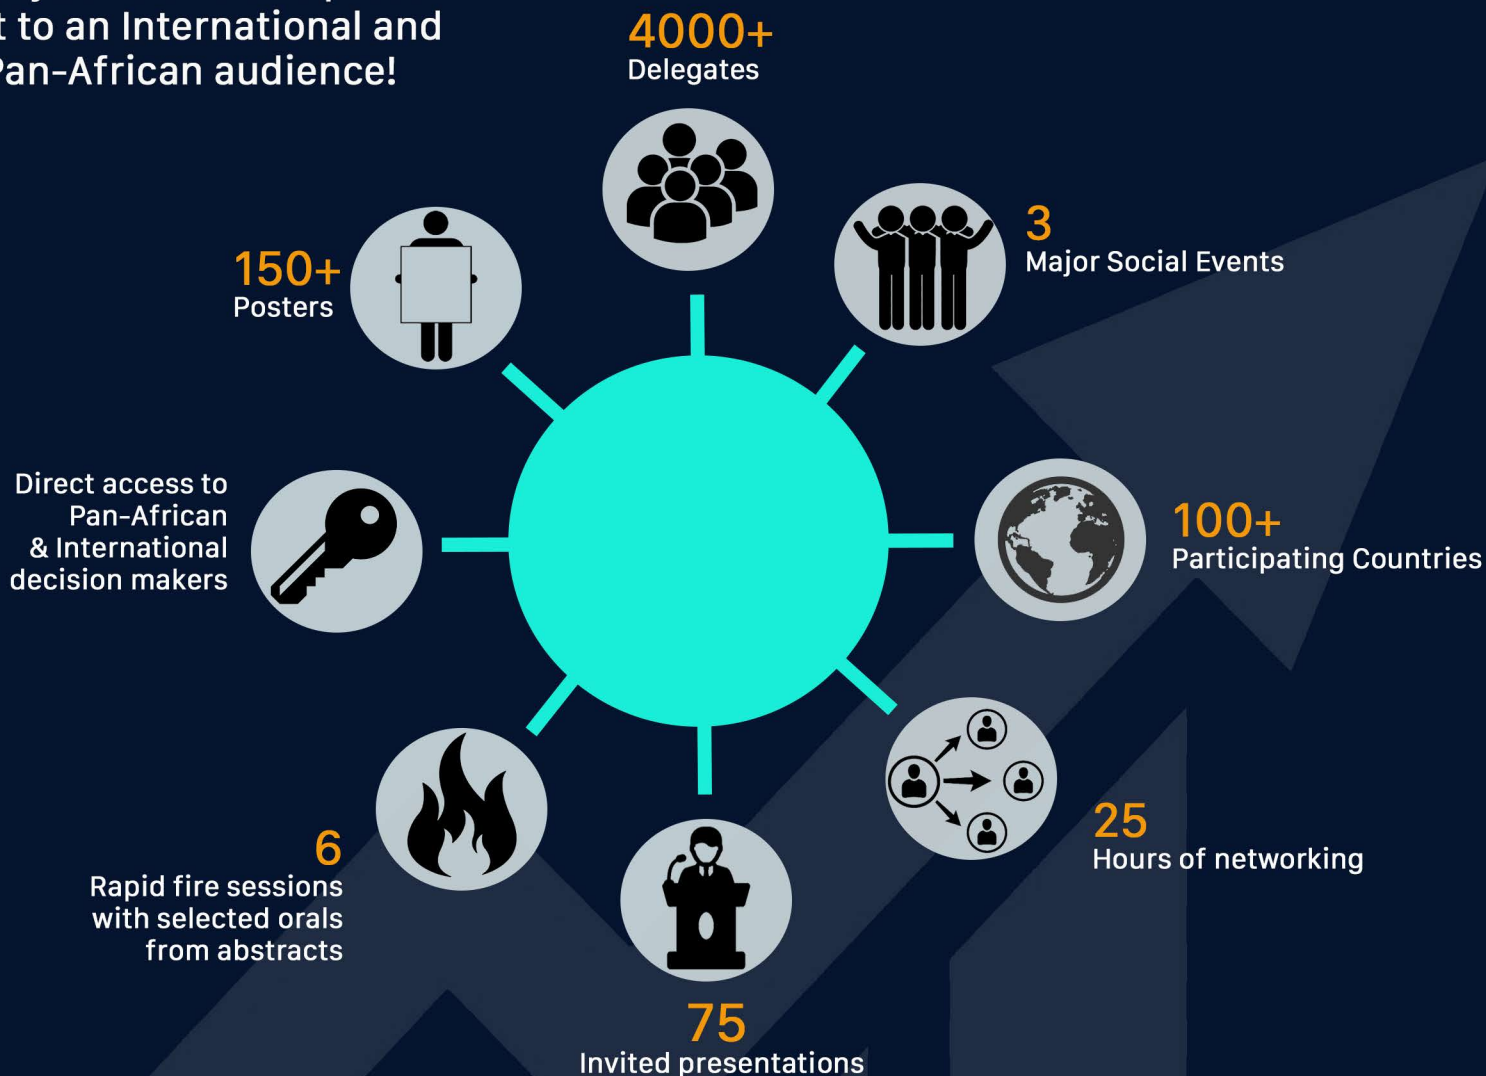 t to an International and
Pan-African audience!
4000+
Delegates
3
Major Social Events
150+
Posters
100+
Participating Countries
Direct access to
Pan-African
& International
decision makers
25
Hours of networking
6
Rapid fire sessions
with selected orals
from abstracts
75
Invited presentations